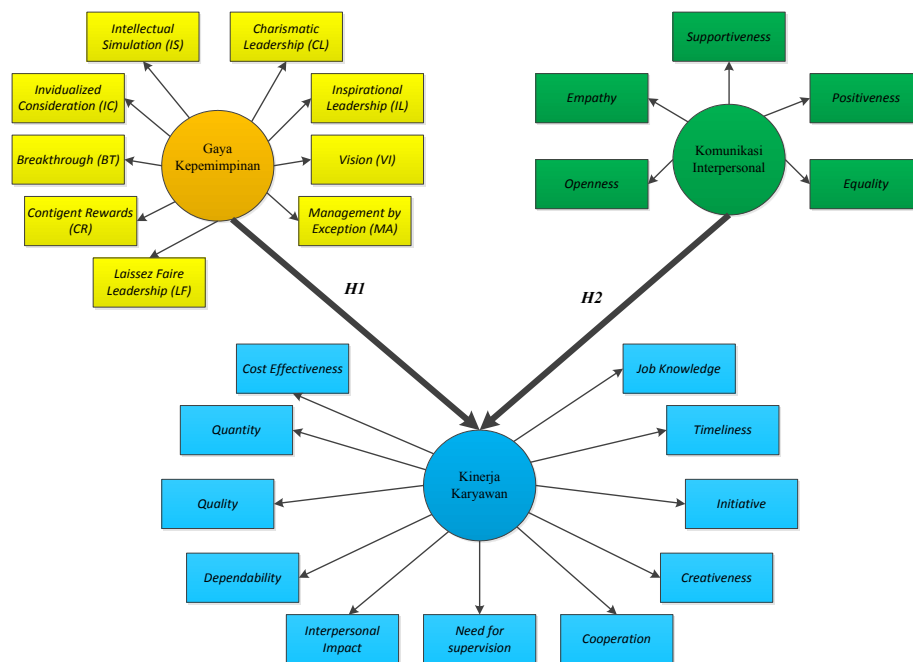 Intellectual
Simulation (IS)
Charismatic
Leadership (CL)
Invidualized
Consideration (IC)
Inspirational
Leadership (IL)
Breakthrough (BT)
Gaya
Kepemimpinan
Vision (VI)
Contigent Rewards
(CR)
Management by
Exception (MA)
Laissez Faire
Leadership (LF)
Supportiveness
Empathy
Positiveness
Komunikasi
Interpersonal
Openness
Equality
H1
H2
Cost Effectiveness
Job Knowledge
Quantity
Timeliness
Kinerja
Karyawan
Quality
Initiative
Dependability
Creativeness
Interpersonal
Impact
Need for
supervision
Cooperation